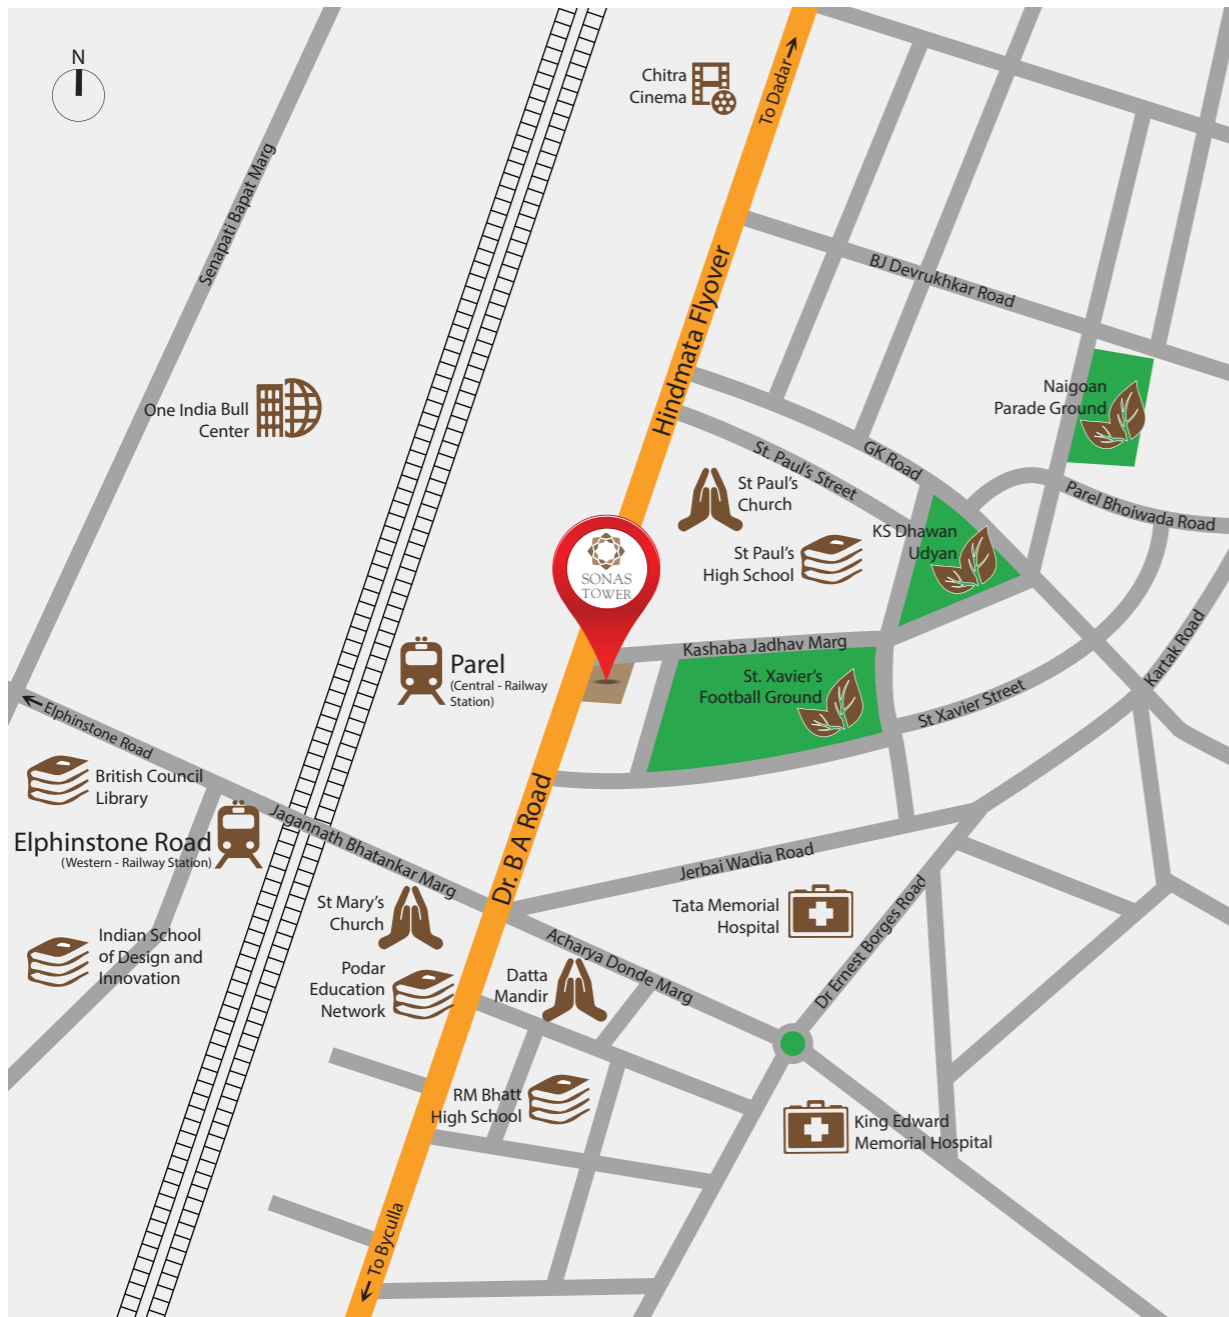 N
Chitra
Cinema
To Dadar
Senapati Bapat Marg
BJ Devrukhkar Road
Hindmata Flyover
Naigoan
Parade Ground
One India Bull
Center
St. Paul's Street
GK Road
St Paul's
Church
Parel Bhoiwada Road
KS Dhawan
Udyan
St Paul's
High School
SONAS
TOWER
Kashaba Jadhav Marg
Kartak Road
Parel
(Central - Railway
Station)
St. Xavier's
Football Ground
St Xavier Street
Elphinstone Road
British Council
Library
Elphinstone Road
(Western - Railway Station)
Jagannath Bhatankar Marg
Dr. B A Road
Jerbai Wadia Road
St Mary's
Church
Tata Memorial
Hospital
Dr Ernest Borges Road
Indian School
of Design and
Innovation
Acharya Donde Marg
Podar
Education
Network
Datta
Mandir
RM Bhatt
High School
King Edward
Memorial Hospital
To Byculla